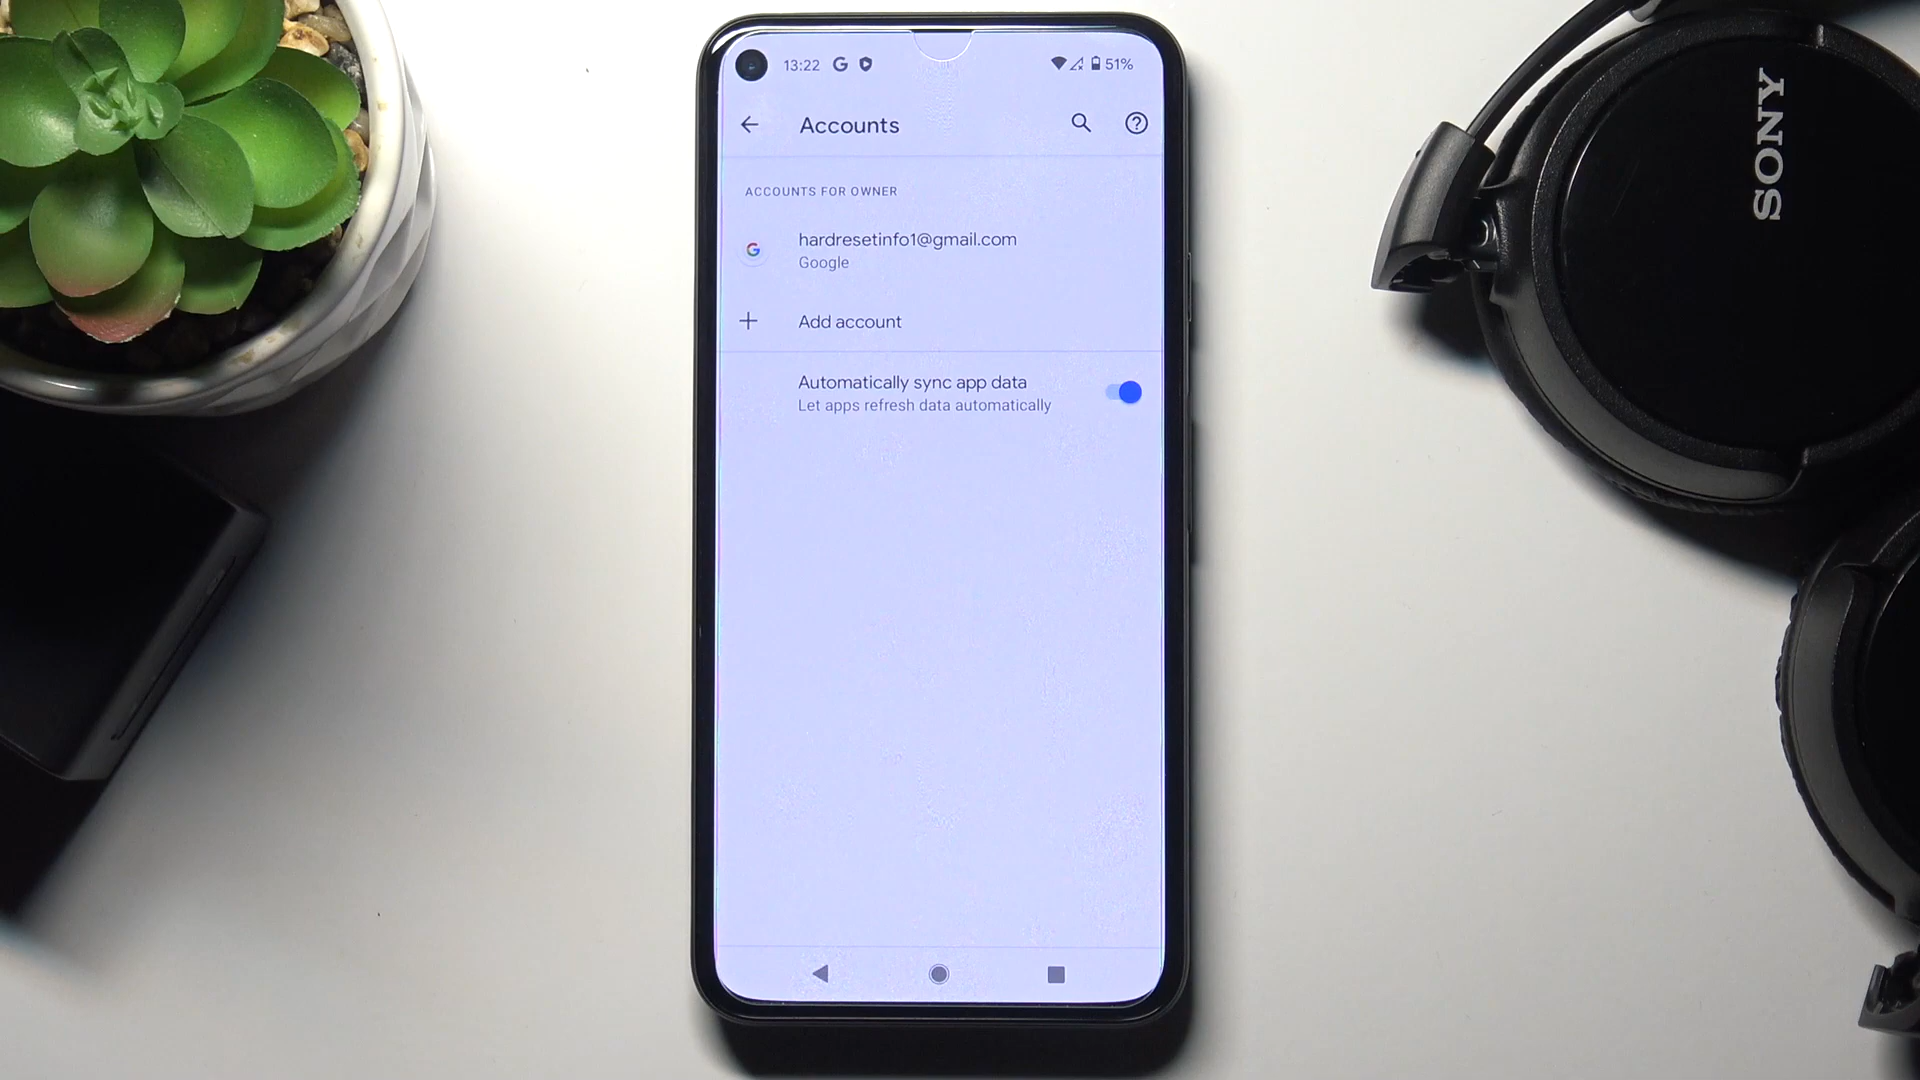 13:22
51%
Accounts
ACCOUNTS FOR OWNER
hardresetinfo1@gmail.com
Google
Add account
Automatically sync app data
Let apps refresh data automatically
SONY